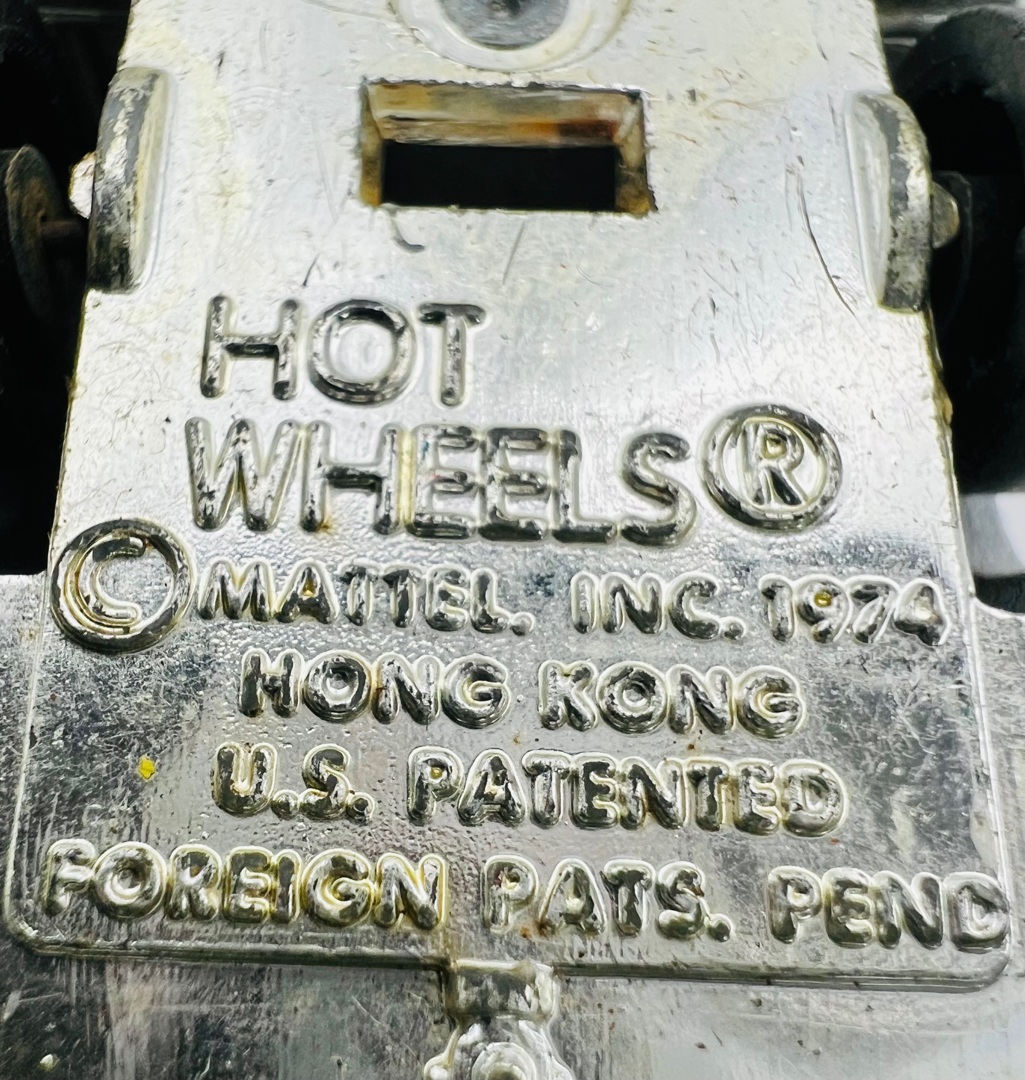 HOT
WHEELS®
© MATTEL, INC. 1974
HONG KONG
U.S. PATENTED
FOREIGN PATS. PEND